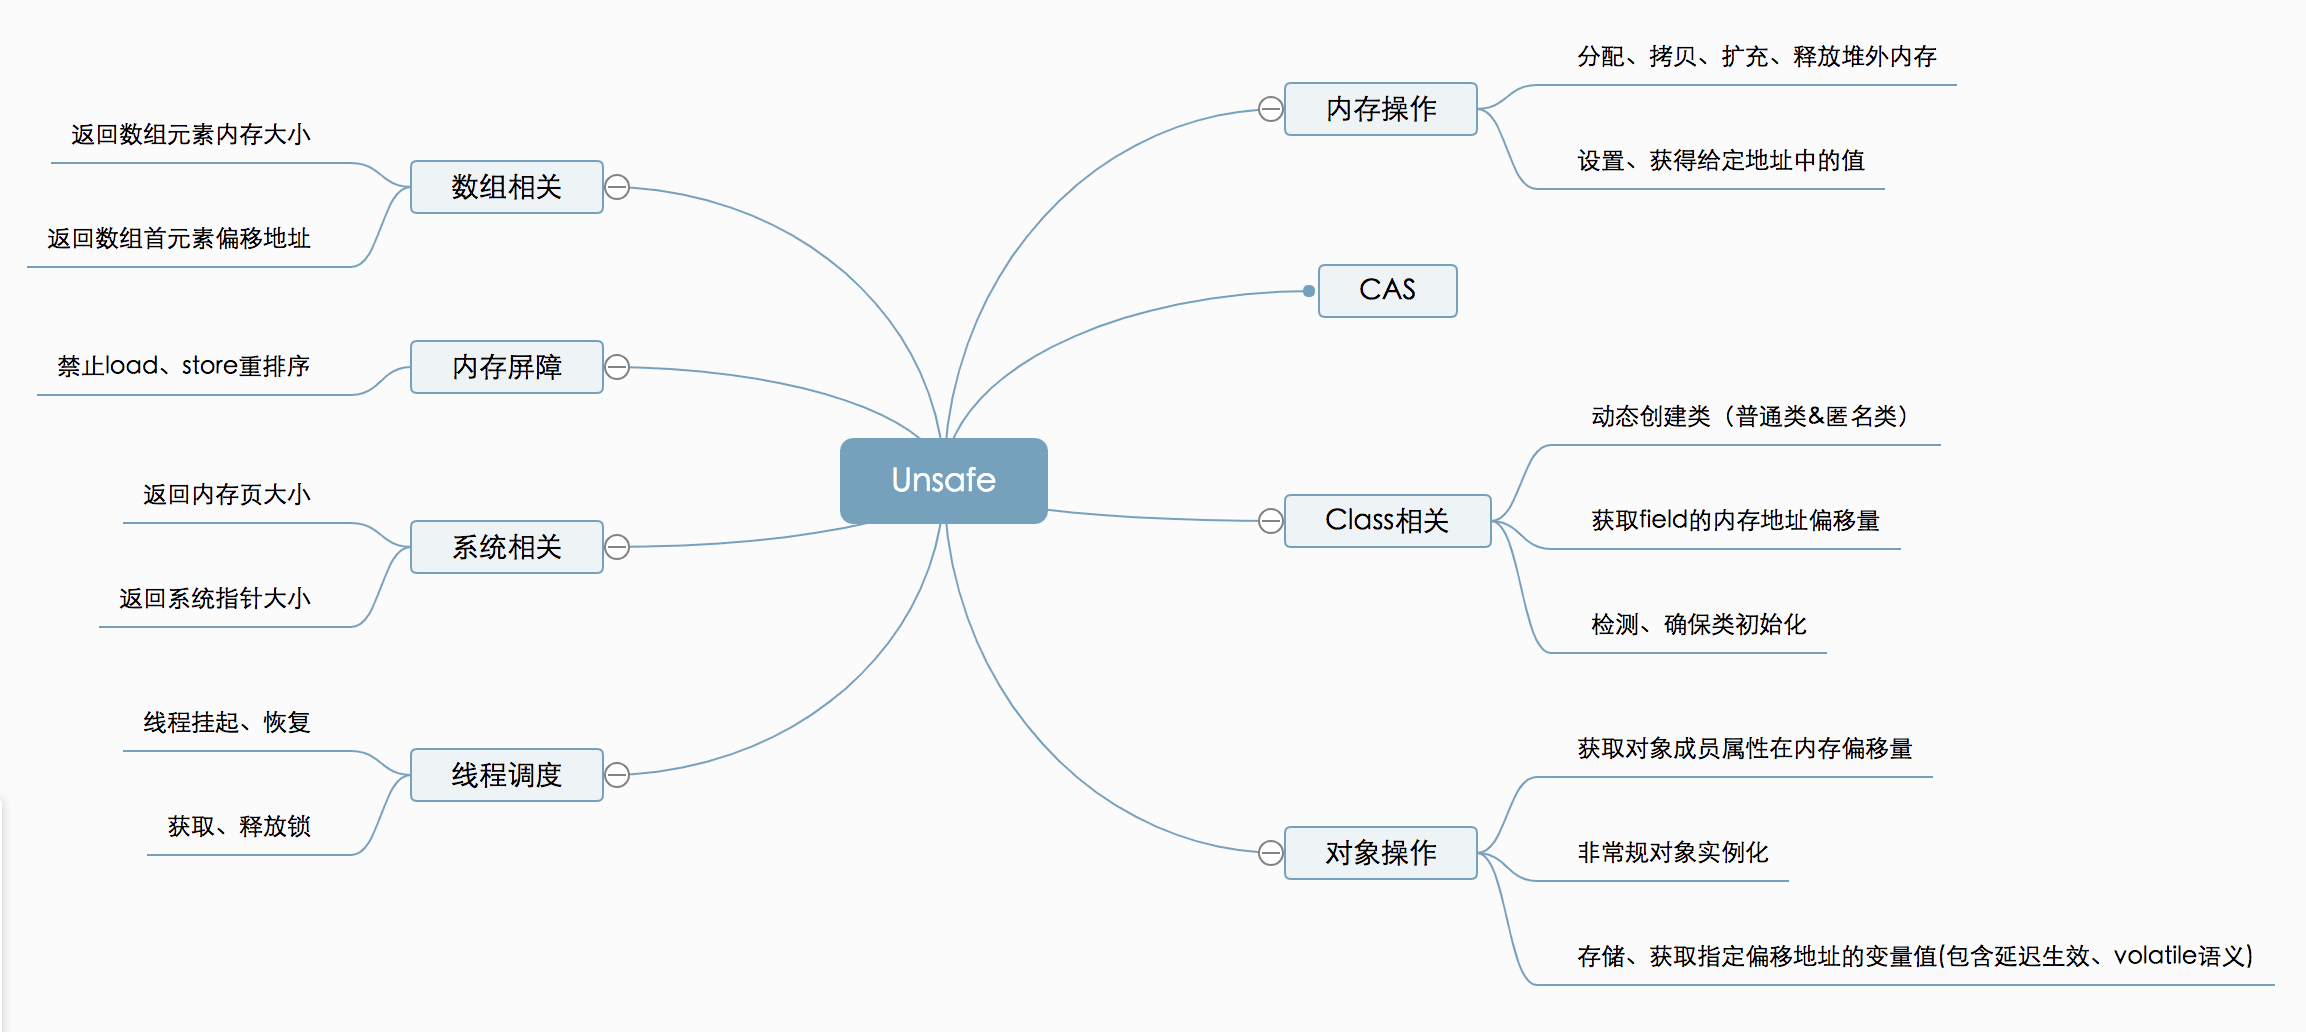 Unsafe
内存操作
分配、拷贝、扩充、释放堆外内存
设置、获得给定地址中的值
CAS
Class相关
动态创建类（普通类&匿名类）
获取field的内存地址偏移量
检测、确保类初始化
对象操作
获取对象成员属性在内存偏移量
非常规对象实例化
存储、获取指定偏移地址的变量值(包含延迟生效、volatile语义)
数组相关
返回数组元素内存大小
返回数组首元素偏移地址
内存屏障
禁止load、store重排序
系统相关
返回内存页大小
返回系统指针大小
线程调度
线程挂起、恢复
获取、释放锁